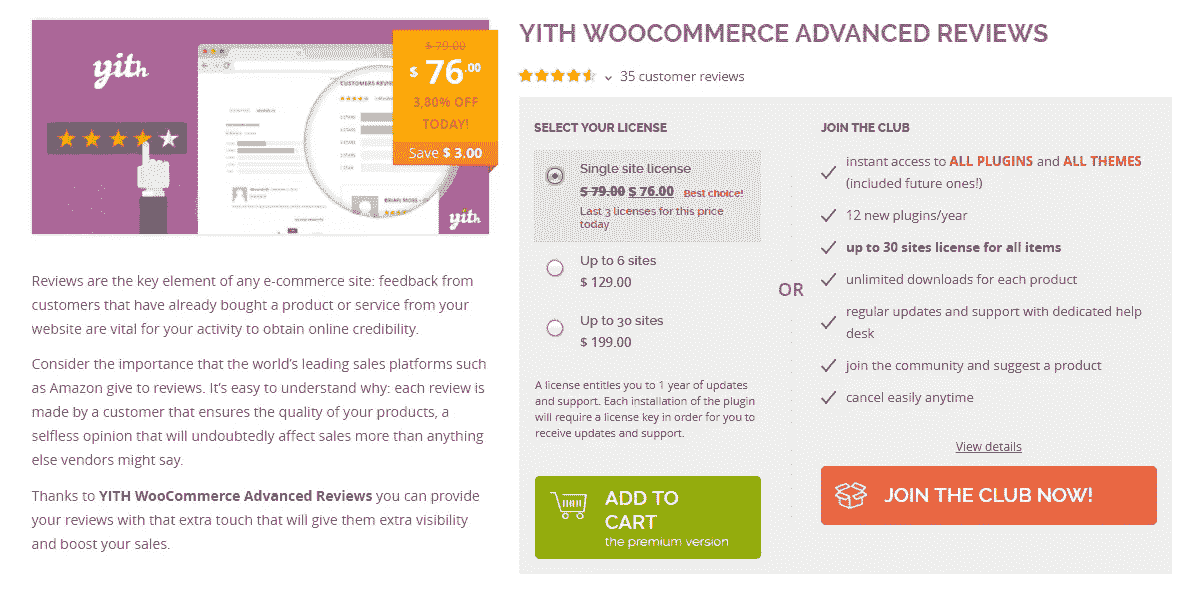 yith
$ 79.00
$ 76.00
3,80% OFF
TODAY!
Save $ 3.00
CUSTOMERS REVIEW
BRIAN
yith
Reviews are the key element of any e-commerce site: feedback from
customers that have already bought a product or service from your
website are vital for your activity to obtain online credibility.
Consider the importance that the world's leading sales platforms such
as Amazon give to reviews. It's easy to understand why: each review is
made by a customer that ensures the quality of your products, a
selfless opinion that will undoubtedly affect sales more than anything
else vendors might say.
Thanks to YITH WooCommerce Advanced Reviews you can provide
your reviews with that extra touch that will give them extra visibility
and boost your sales.
YITH WOOCOMMERCE ADVANCED REVIEWS
35 customer reviews
SELECT YOUR LICENSE
Single site license
$ 79.00 $ 76.00 Best choice!
Last 3 licenses for this price
today
Up to 6 sites
$ 129.00
Up to 30 sites
$ 199.00
A license entitles you to 1 year of updates
and support. Each installation of the plugin
will require a license key in order for you to
receive updates and support.
ADD TO
CART
the premium version
OR
JOIN THE CLUB
instant access to ALL PLUGINS and ALL THEMES
(included future ones!)
12 new plugins/year
up to 30 sites license for all items
unlimited downloads for each product
regular updates and support with dedicated help
desk
join the community and suggest a product
cancel easily anytime
View details
JOIN THE CLUB NOW!